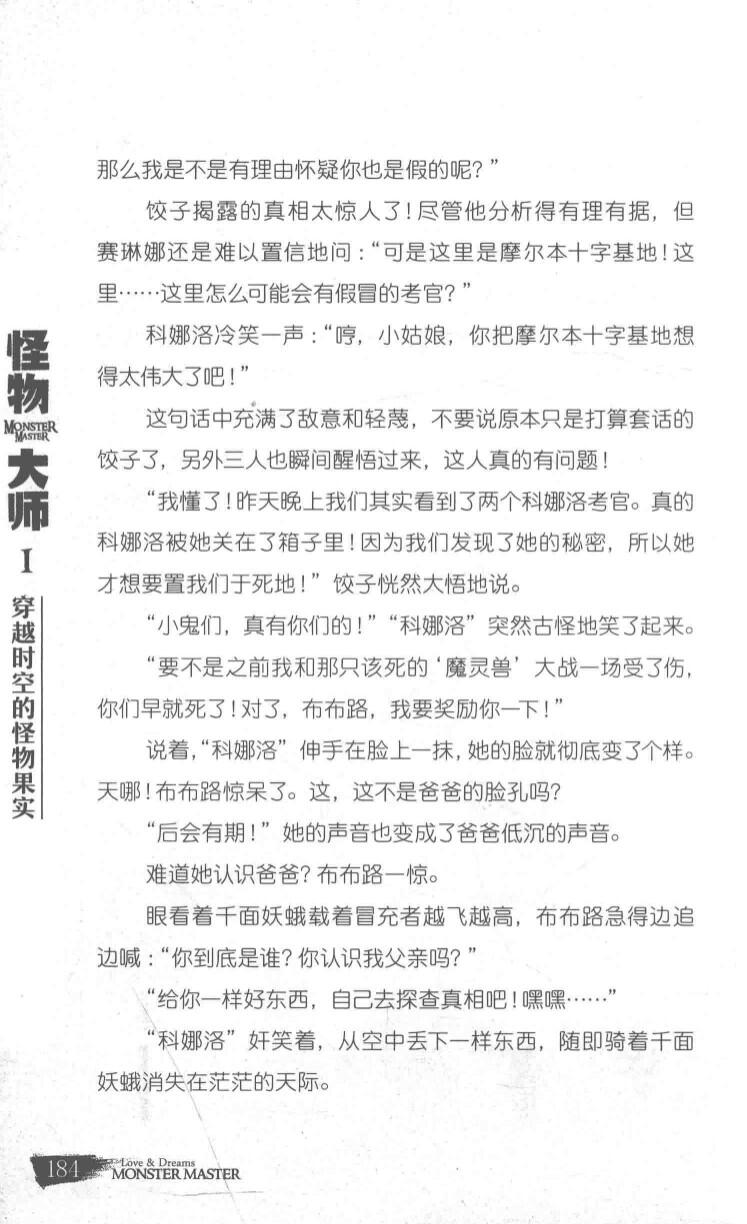 那么我是不是有理由怀疑你也是假的呢？”
饺子揭露的真相太惊人了！尽管他分析得有理有据，但
赛琳娜还是难以置信地问：“可是这里是摩尔本十字基地！这
里……这里怎么可能会有假冒的考官？”
科娜洛冷笑一声：“哼，小姑娘，你把摩尔本十字基地想
得太伟大了吧！”
这句话中充满了敌意和轻蔑，不要说原本只是打算套话的
饺子了，另外三人也瞬间醒悟过来，这人真的有问题！
“我懂了！昨天晚上我们其实看到了两个科娜洛考官。真的
科娜洛被她关在了箱子里！因为我们发现了她的秘密，所以她
才想要置我们于死地！”饺子恍然大悟地说。
“小鬼们，真有你们的！”“科娜洛”突然古怪地笑了起来。
“要不是之前我和那只该死的‘魔灵兽’大战一场受了伤，
你们早就死了！对了，布布路，我要奖励你一下！”
说着，“科娜洛”伸手在脸上一抹，她的脸就彻底变了个样。
天哪！布布路惊呆了。这，这不是爸爸的脸孔吗？
“后会有期！”她的声音也变成了爸爸低沉的声音。
难道她认识爸爸？布布路一惊。
眼看着千面妖蛾载着冒充者越飞越高，布布路急得边追
边喊：“你到底是谁？你认识我父亲吗？”
“给你一样好东西，自己去探查真相吧！嘿嘿……”
“科娜洛”奸笑着，从空中丢下一样东西，随即骑着千面
妖蛾消失在茫茫的天际。
怪物
MONSTER
MASTER
大师
I
穿越时空的怪物果实
184
Love & Dreams
MONSTER MASTER